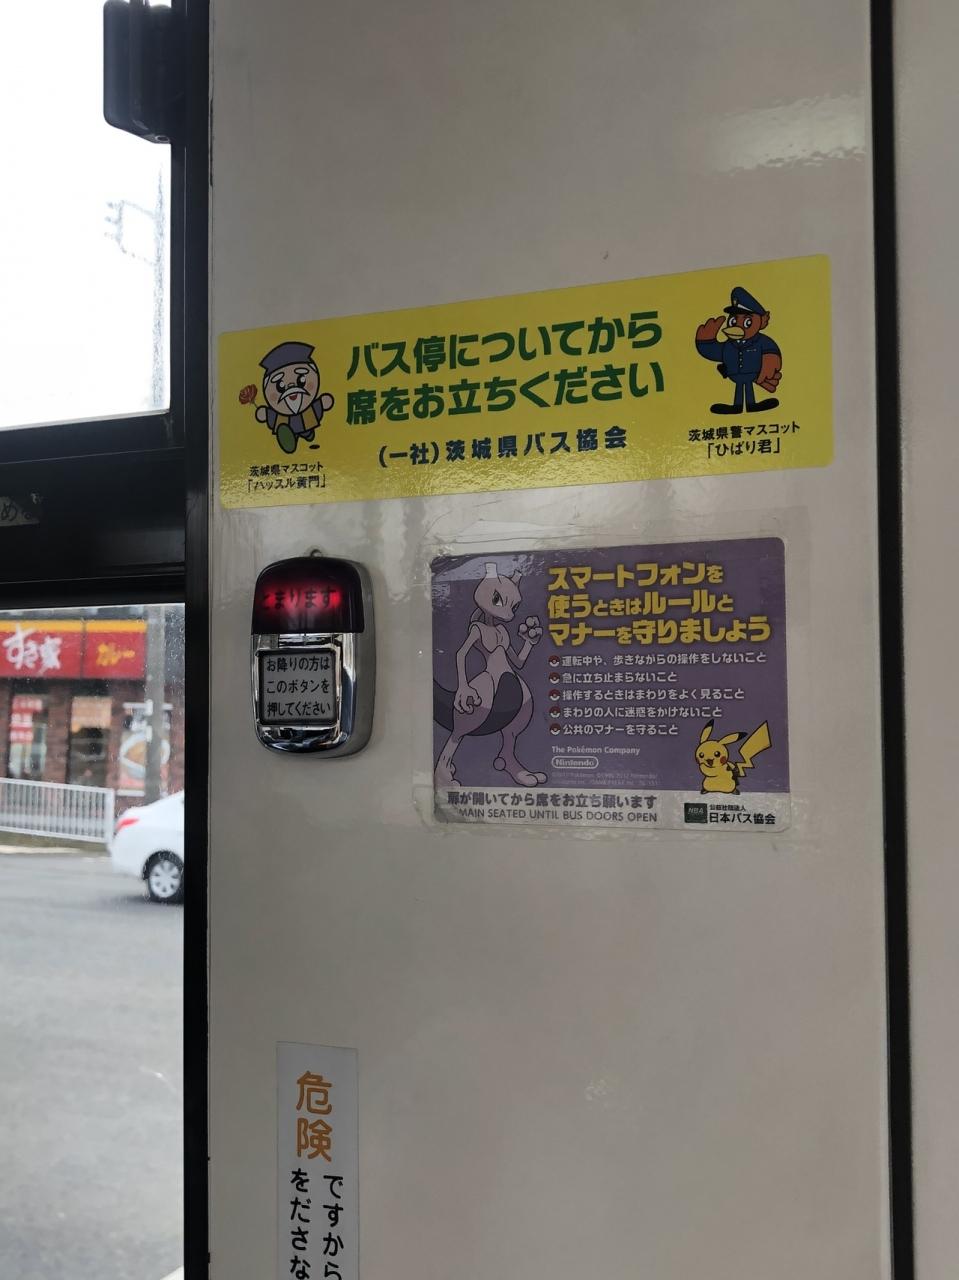 バス停についてから
席をお立ちください
(一社)茨城県バス協会
茨城県マスコット
「ハッスル黄門」
茨城県警マスコット
「ひばり君」
とまります
お降りの方は
このボタンを
押してください
スマートフォンを
使うときはルールと
マナーを守りましょう
運転中や、歩きながらの操作をしないこと
急に立ち止まらないこと
操作するときはまわりをよく見ること
まわりの人に迷惑をかけないこと
公共のマナーを守ること
The Pokémon Company
Nintendo
扉が開いてから席をお立ち願います
MAIN SEATED UNTIL BUS DOORS OPEN
NBA
公益社団法人
日本バス協会
すき家
カレー
危険
ですから
をださな